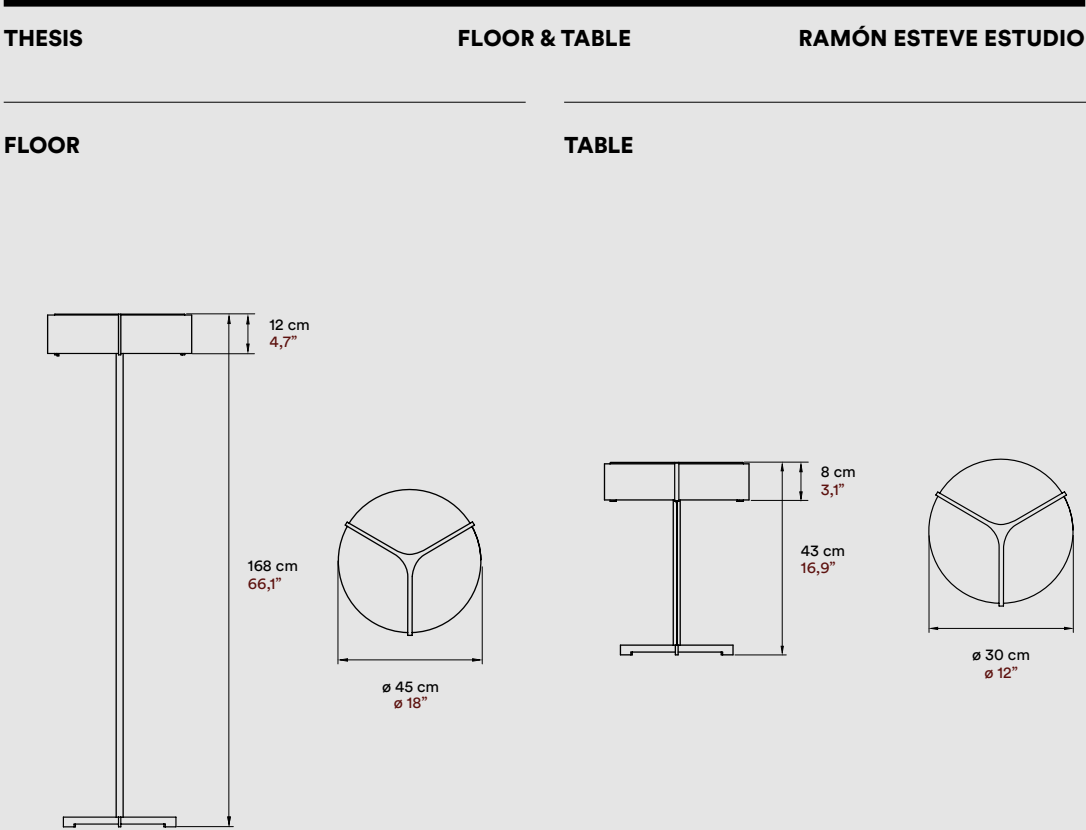 THESIS
FLOOR & TABLE
RAMÓN ESTEVE ESTUDIO
FLOOR
12 cm
4,7”
168 cm
66,1”
ø 45 cm
ø 18”
TABLE
8 cm
3,1”
43 cm
16,9”
ø 30 cm
ø 12”